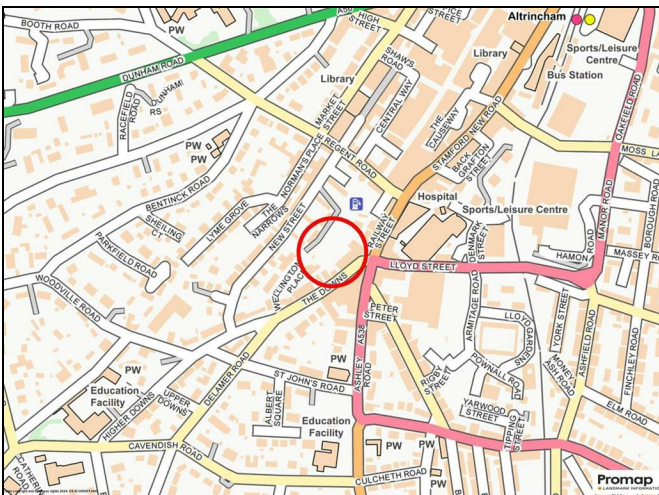 BOOTH ROAD
PW
HIGH STREET
Altrincham
DUNHAM ROAD
SHAW'S ROAD
Library
Library
Sports/Leisure
Centre
Bus Station
RACEFIELD ROAD
DUNHAM
RS
MARKET STREET
CENTRAL WAY
THE CAUSEWAY
STAMFORD NEW ROAD
OAKFIELD ROAD
PW
PW
NORMAN'S PLACE
REGENT ROAD
BACK GRAFTON STREET
MOSS LA
BENTINCK ROAD
LYME GROVE
THE NARROWS
NEW STREET
Hospital
Sports/Leisure Centre
MANOR ROAD
BOROUGH ROAD
SHEILING
CT
PARKFIELD ROAD
RAILWAY STREET
DENMARK STREET
HAMON ROAD
MASSEY R
WOODVILLE ROAD
WELLINGTON PLACE
THE DOWNS
LLOYD STREET
PETER STREET
ARMITAGE ROAD
LLOYD GARDENS
YORK STREET
ASHFIELD ROAD
FINCHLEY ROAD
A538
ASHLEY ROAD
PW
DELAMER ROAD
ST JOHN'S ROAD
PW
RIGBY STREET
POWNALL ROAD
MONEY ASH ROAD
ELM ROAD
Education
Facility
HIGHER DOWNS
UPPER DOWNS
ALBERT SQUARE
Education
Facility
YARWOOD STREET
TIPPING STREET
CAVENDISH ROAD
PW
PW
CULCHETH ROAD
PW
CATHER
ROAD
Promap
LANDMARK INFORMATION